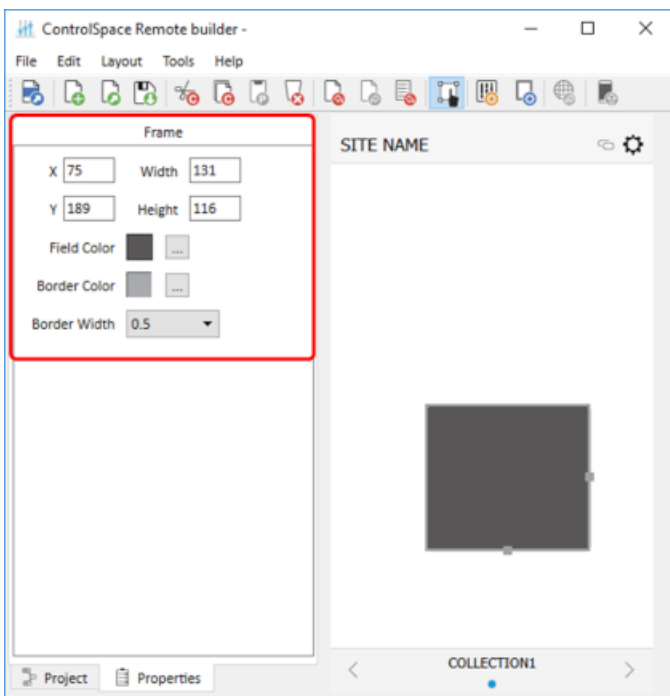 ControlSpace Remote builder -
File Edit Layout Tools Help
Frame
X 75 Width 131
Y 189 Height 116
Field Color ...
Border Color ...
Border Width 0.5
SITE NAME
COLLECTION1
Project Properties